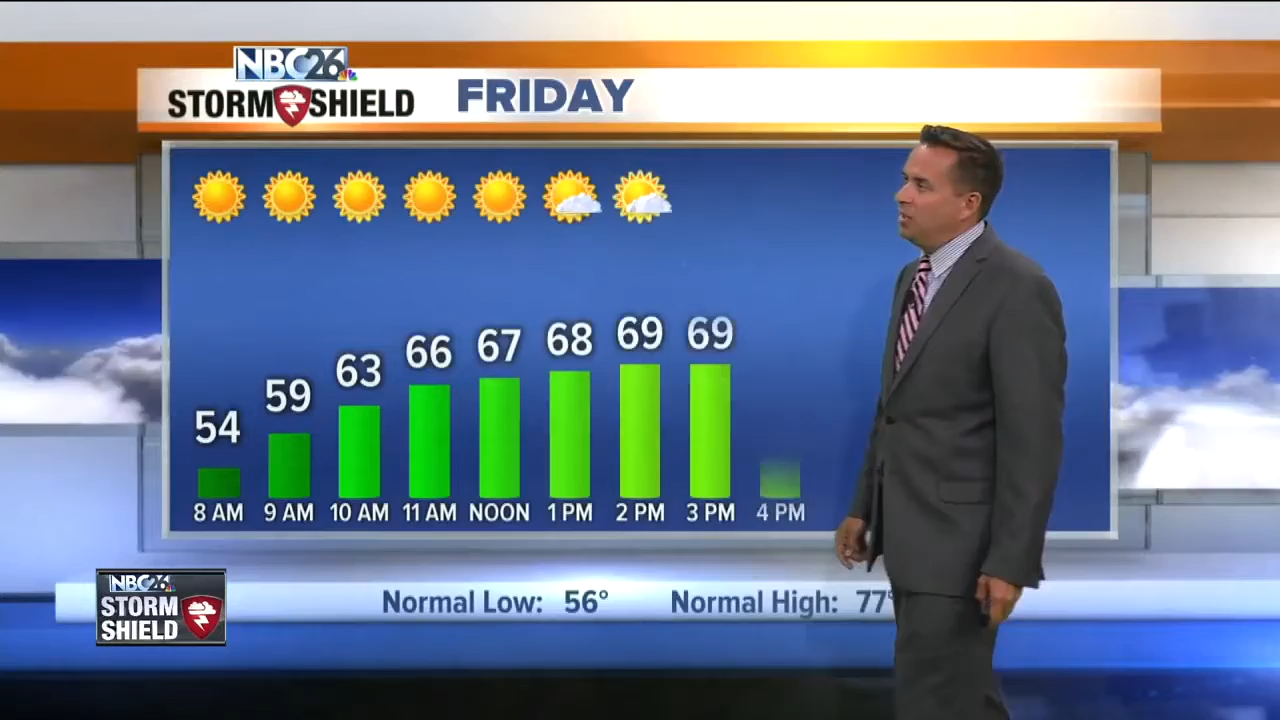 NBC26
STORM SHIELD
FRIDAY
54 59 63 66 67 68 69 69
8 AM 9 AM 10 AM 11 AM NOON 1 PM 2 PM 3 PM 4 PM
NBC26
STORM
SHIELD
Normal Low: 56° Normal High: 77°